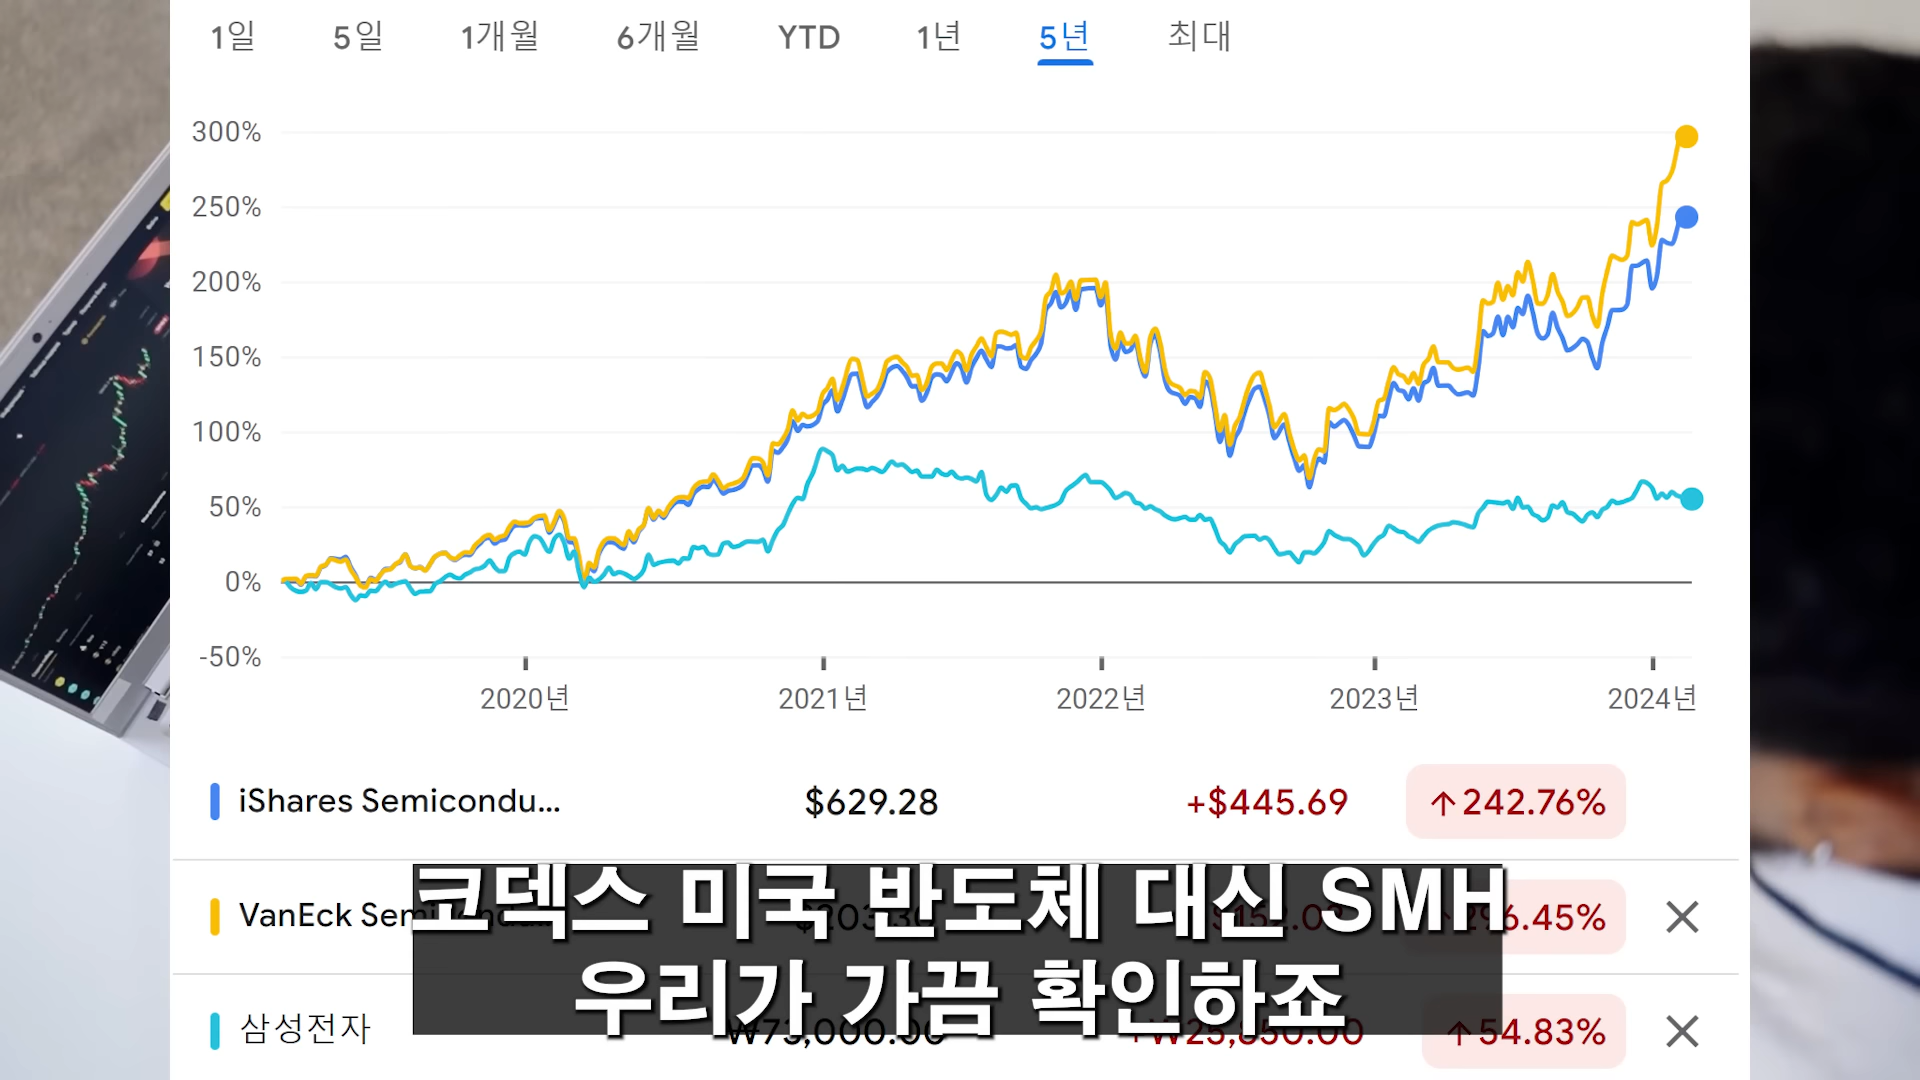 1일 5일 1개월 6개월 YTD 1년 5년 최대
300%
250%
200%
150%
100%
50%
0%
-50%
2020년 2021년 2022년 2023년 2024년
iShares Semicondu... $629.28 +$445.69 ↑242.76%
VanEck
코덱스 미국 반도체 대신 SMH
우리가 가끔 확인하죠
삼성전자 ₩73,000.00 ↑54.83%